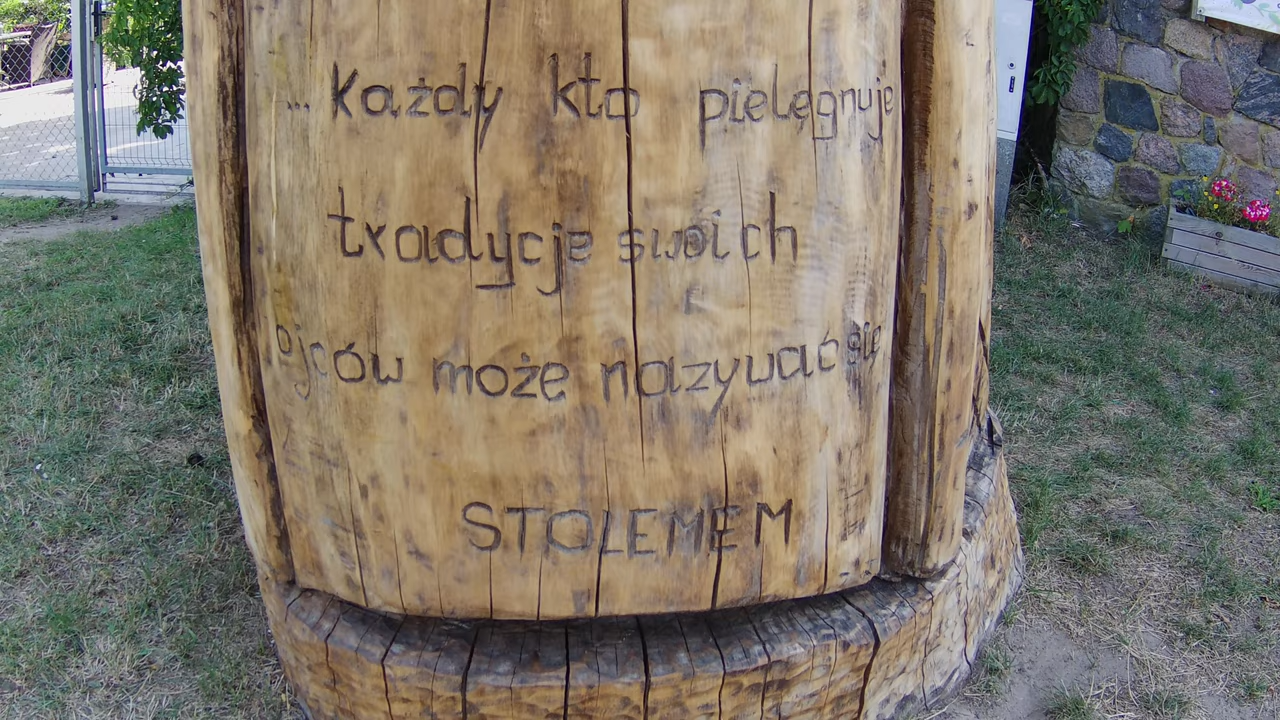 ... Każdy kto pielęgnuje
tradycje swoich
ojców może nazywać się
STOLEMEM